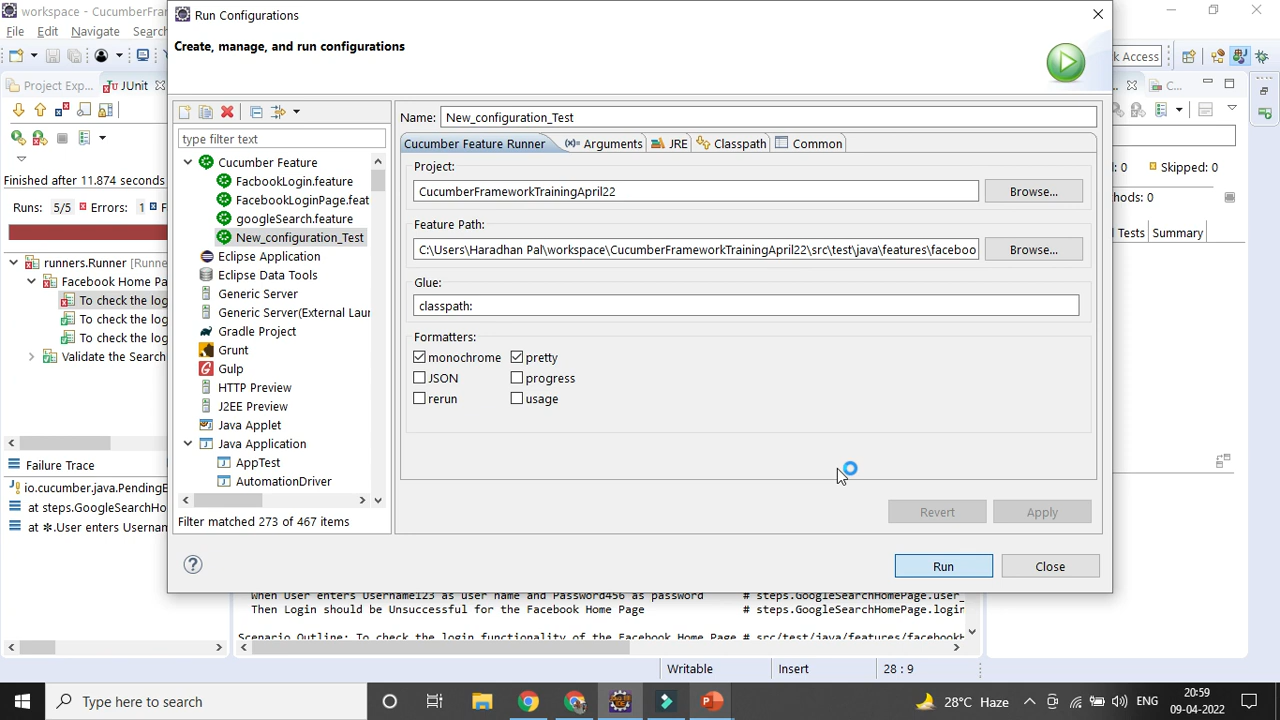 workspace - CucumberFra
Run Configurations
File Edit Navigate Search
Create, manage, and run configurations
Access
Project Exp
JUnit
type filter text
Name: New_configuration_Test
Cucumber Feature Runner
(x)= Arguments
JRE
Classpath
Common
Cucumber Feature
FacbookLogin.feature
FacebookLoginPage.feat
googleSearch.feature
New_configuration_Test
Eclipse Application
Eclipse Data Tools
Generic Server
Generic Server(External Lau
Gradle Project
Grunt
Gulp
HTTP Preview
J2EE Preview
Java Applet
Java Application
AppTest
AutomationDriver
Filter matched 273 of 467 items
Project:
CucumberFrameworkTrainingApril22
Browse...
Feature Path:
C:\Users\Haradhan Pal\workspace\CucumberFrameworkTrainingApril22\src\test\java\features\faceboo
Browse...
Glue:
classpath:
Formatters:
monochrome pretty
JSON progress
rerun usage
Revert Apply
Run Close
Finished after 11.874 seconds
Runs: 5/5 Errors: 1
runners.Runner [Runne
Facebook Home Pa
To check the log
To check the log
To check the log
Validate the Search
Failure Trace
io.cucumber.java.PendingE
at steps.GoogleSearchHo
at ✻.User enters Usernam
: 0 Skipped: 0
hods: 0
Tests Summary
When User enters Username123 as user name and Password456 as password # steps.GoogleSearchHomePage.user_
Then Login should be Unsuccessful for the Facebook Home Page # steps.GoogleSearchHomePage.login
Scenario Outline: To check the login functionality of the Facebook Home Page # src/test/java/features/facebookH
Writable Insert 28 : 9
Type here to search
28°C Haze
ENG
20:59
09-04-2022